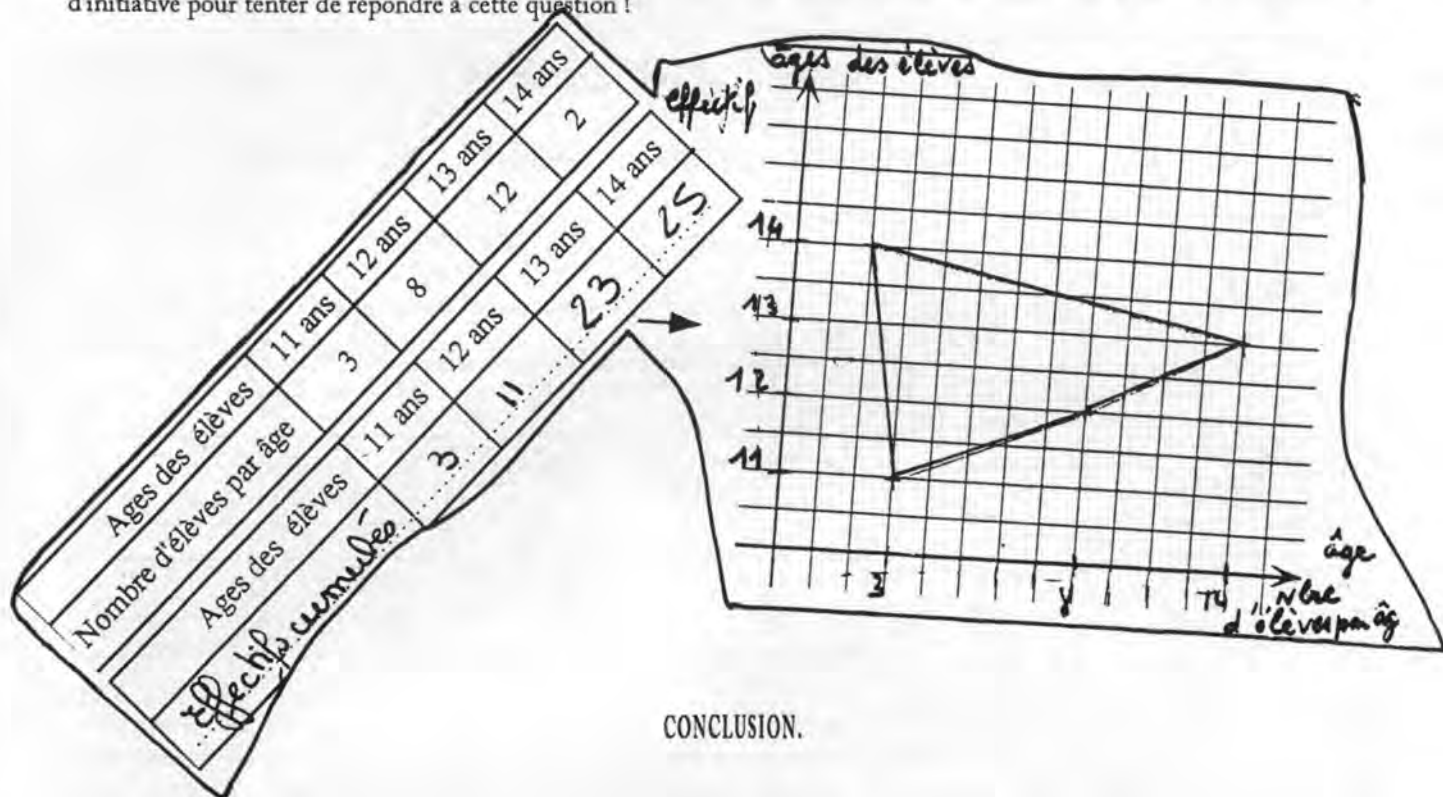 d'initiative pour tenter de répondre à cette question !
Ages des élèves 11 ans 12 ans 13 ans 14 ans
Nombre d'élèves par âge 3 8 12 2
Ages des élèves 11 ans 12 ans 13 ans 14 ans
effectifs cumulés 3 11 23 25
âges des élèves
effectif
14
13
12
11
3
âge
Nbre
d'élèves par âg
CONCLUSION.